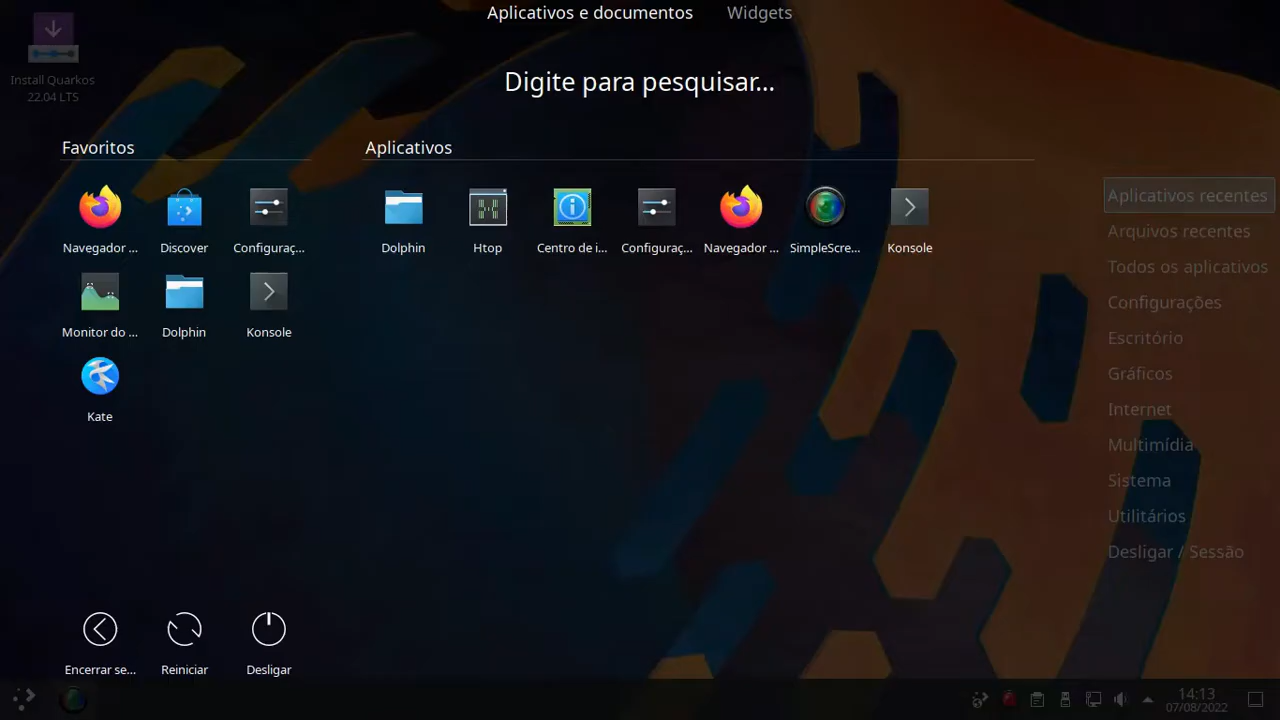 Aplicativos e documentos
Widgets
Install Quarkos
22.04 LTS
Digite para pesquisar...
Favoritos
Navegador ...
Discover
Configuraç...
Monitor do ...
Dolphin
Konsole
Kate
Aplicativos
Dolphin
Htop
Centro de i...
Configuraç...
Navegador ...
SimpleScre...
Konsole
Aplicativos recentes
Arquivos recentes
Todos os aplicativos
Configurações
Escritório
Gráficos
Internet
Multimídia
Sistema
Utilitários
Desligar / Sessão
Encerrar se...
Reiniciar
Desligar
14:13
07/08/2022